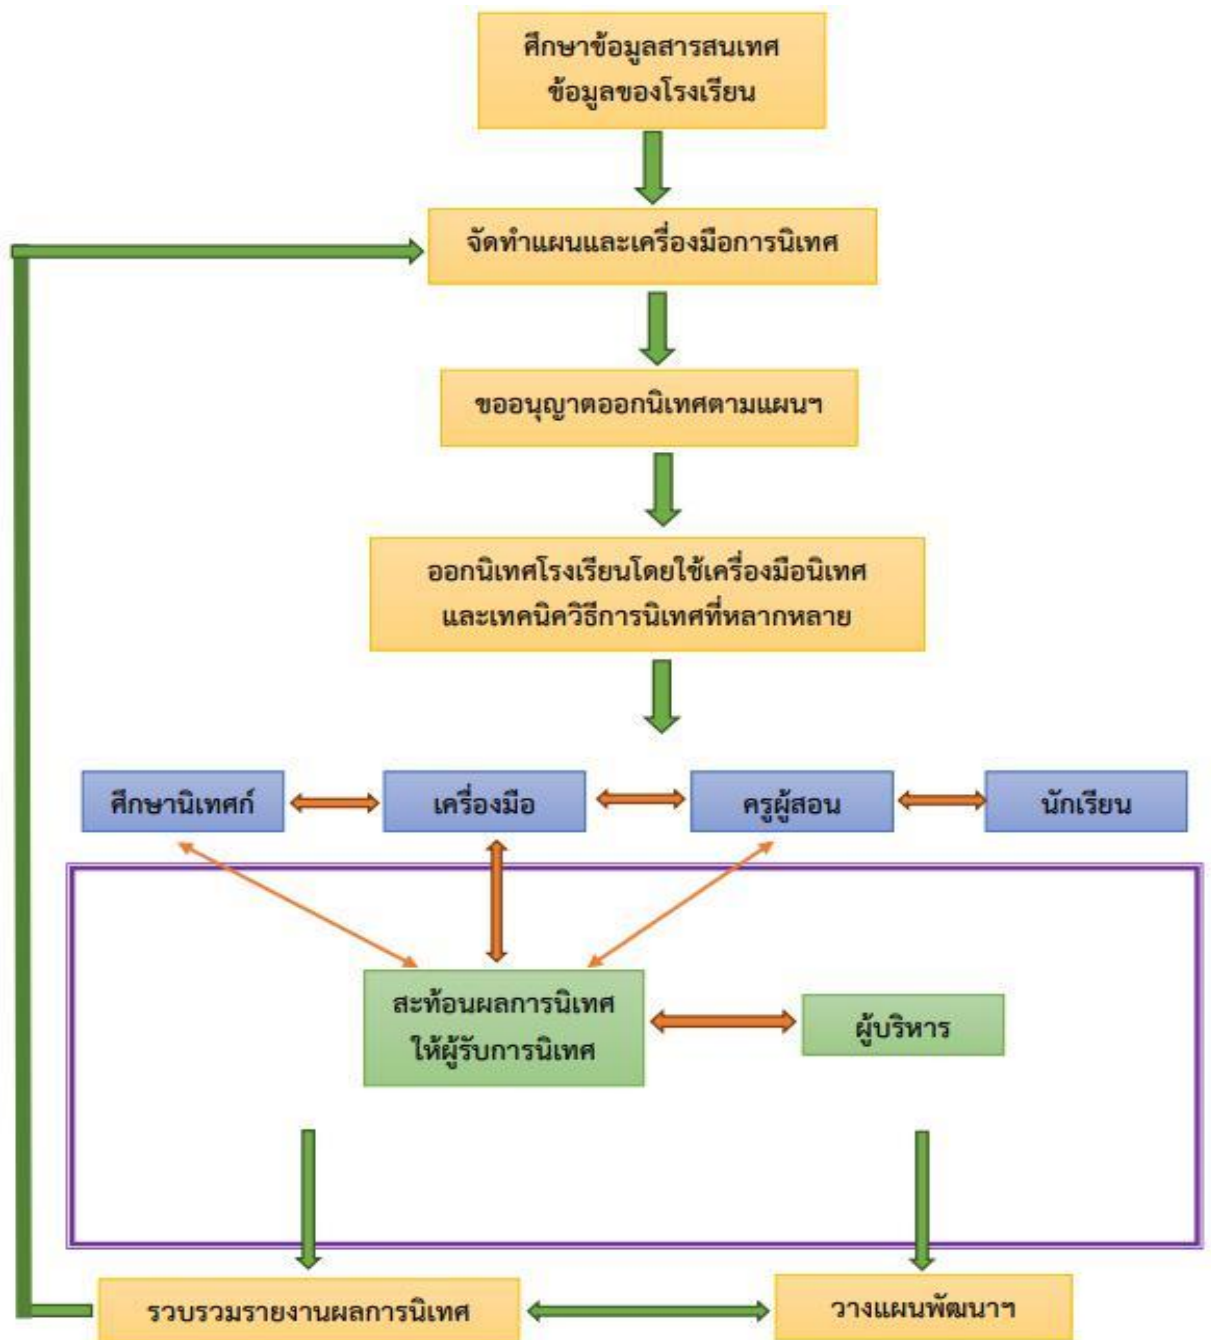 ศึกษาข้อมูลสารสนเทศ
ข้อมูลของโรงเรียน
จัดทำแผนและเครื่องมือการนิเทศ
ขออนุญาตออกนิเทศตามแผนฯ
ออกนิเทศโรงเรียนโดยใช้เครื่องมือนิเทศ
และเทคนิควิธีการนิเทศที่หลากหลาย
ศึกษานิเทศก์
เครื่องมือ
ครูผู้สอน
นักเรียน
สะท้อนผลการนิเทศ
ให้ผู้รับการนิเทศ
ผู้บริหาร
รวบรวมรายงานผลการนิเทศ
วางแผนพัฒนาฯ